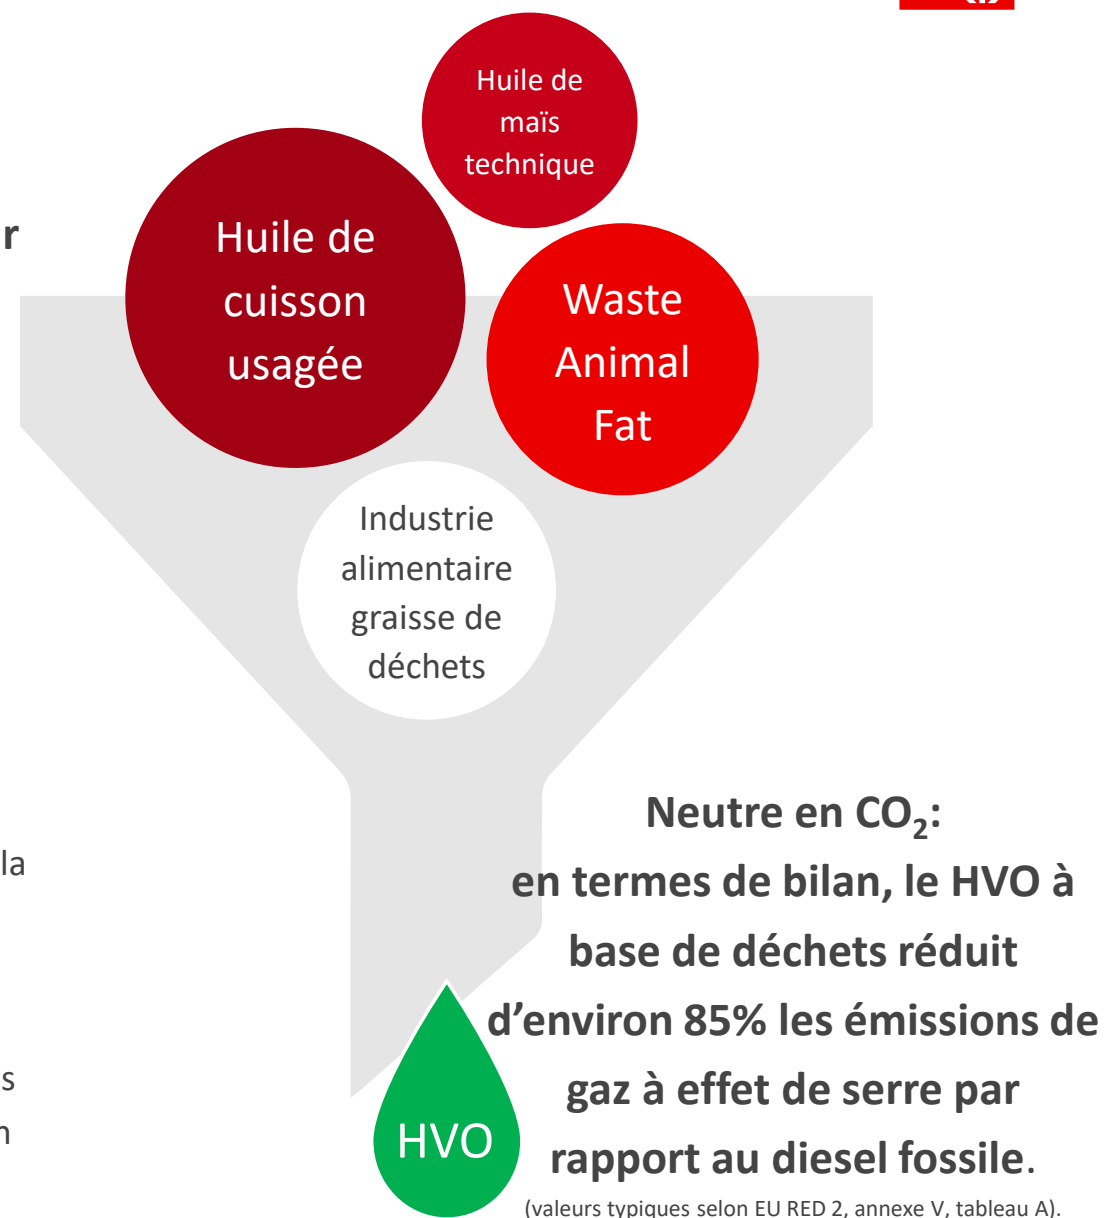 Huile de
maïs
technique
Huile de
cuisson
usagée
r
Waste
Animal
Fat
Industrie
alimentaire
graisse de
déchets
la
s
n
HVO
Neutre en CO₂:
en termes de bilan, le HVO à
base de déchets réduit
d’environ 85% les émissions de
gaz à effet de serre par
rapport au diesel fossile.
(valeurs typiques selon EU RED 2, annexe V, tableau A).